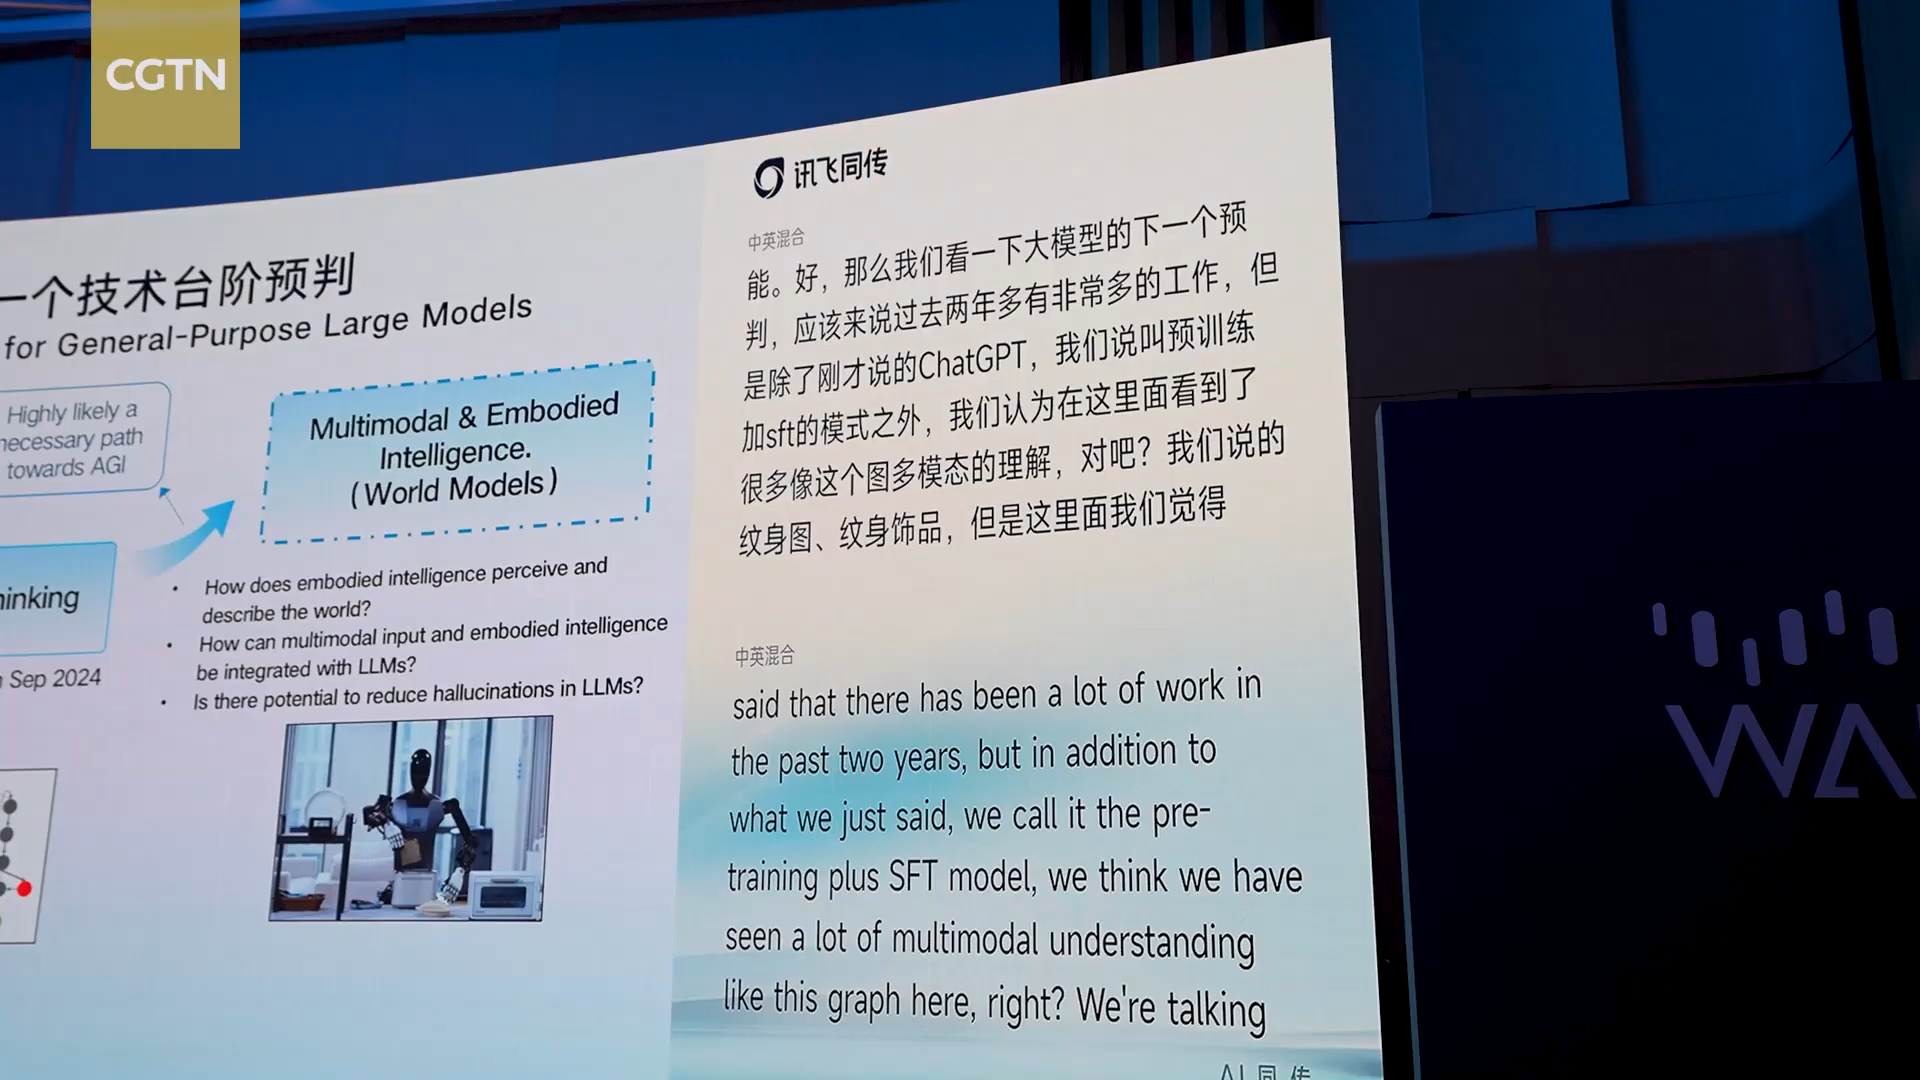 CGTN
一个技术台阶预判
for General-Purpose Large Models
Highly likely a
necessary path
towards AGI
Multimodal & Embodied
Intelligence.
(World Models)
Sep 2024
• How does embodied intelligence perceive and
describe the world?
• How can multimodal input and embodied intelligence
be integrated with LLMs?
• Is there potential to reduce hallucinations in LLMs?
讯飞同传
中英混合
能。好，那么我们看一下大模型的下一个预
判，应该来说过去两年多有非常多的工作，但
是除了刚才说的ChatGPT，我们说叫预训练
加sft的模式之外，我们认为在这里面看到了
很多像这个图多模态的理解，对吧？我们说的
纹身图、纹身饰品，但是这里面我们觉得
中英混合
said that there has been a lot of work in
the past two years, but in addition to
what we just said, we call it the pre-
training plus SFT model, we think we have
seen a lot of multimodal understanding
like this graph here, right? We're talking
AI 同 传